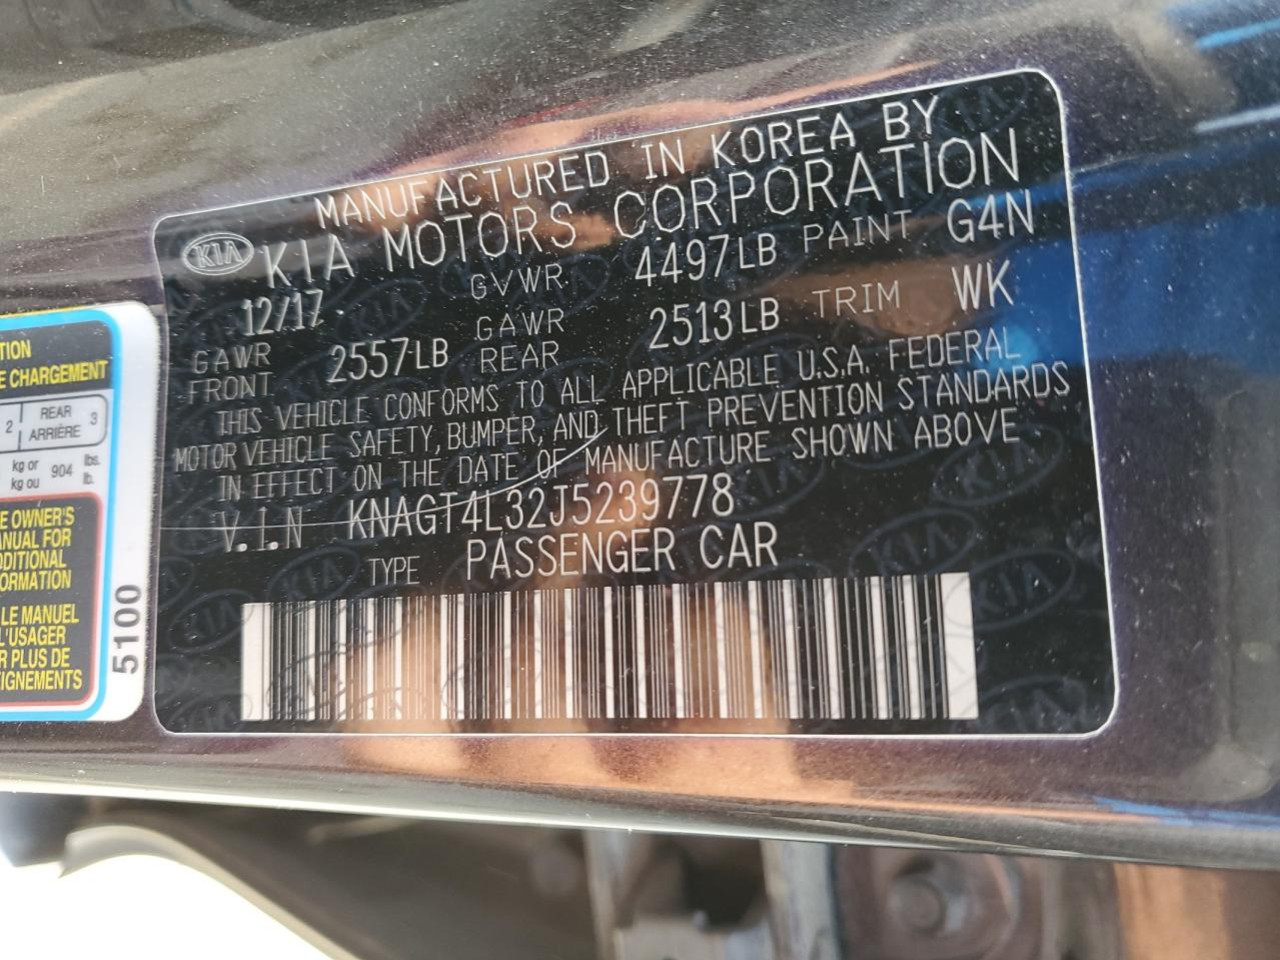 MANUFACTURED IN KOREA BY
KIA KIA MOTORS CORPORATION
12/17 GVWR 4497LB PAINT G4N
GAWR FRONT 2557LB GAWR REAR 2513LB TRIM WK
THIS VEHICLE CONFORMS TO ALL APPLICABLE U.S.A. FEDERAL
MOTOR VEHICLE SAFETY, BUMPER, AND THEFT PREVENTION STANDARDS
IN EFFECT ON THE DATE OF MANUFACTURE SHOWN ABOVE
V.I.N KNAGT4L32J5239778
TYPE PASSENGER CAR
TION
E CHARGEMENT
2 REAR ARRIÈRE 3
kg or kg ou 904 lbs. lb.
E OWNER'S
ANUAL FOR
DDITIONAL
ORMATION
LE MANUEL
L'USAGER
R PLUS DE
EIGNEMENTS
5100